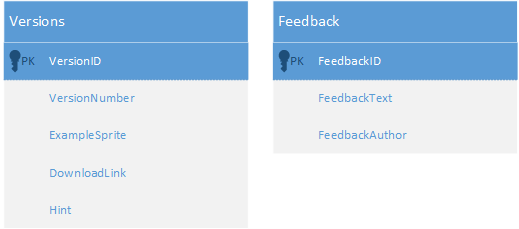 Versions
PK VersionID
VersionNumber
ExampleSprite
DownloadLink
Hint
Feedback
PK FeedbackID
FeedbackText
FeedbackAuthor